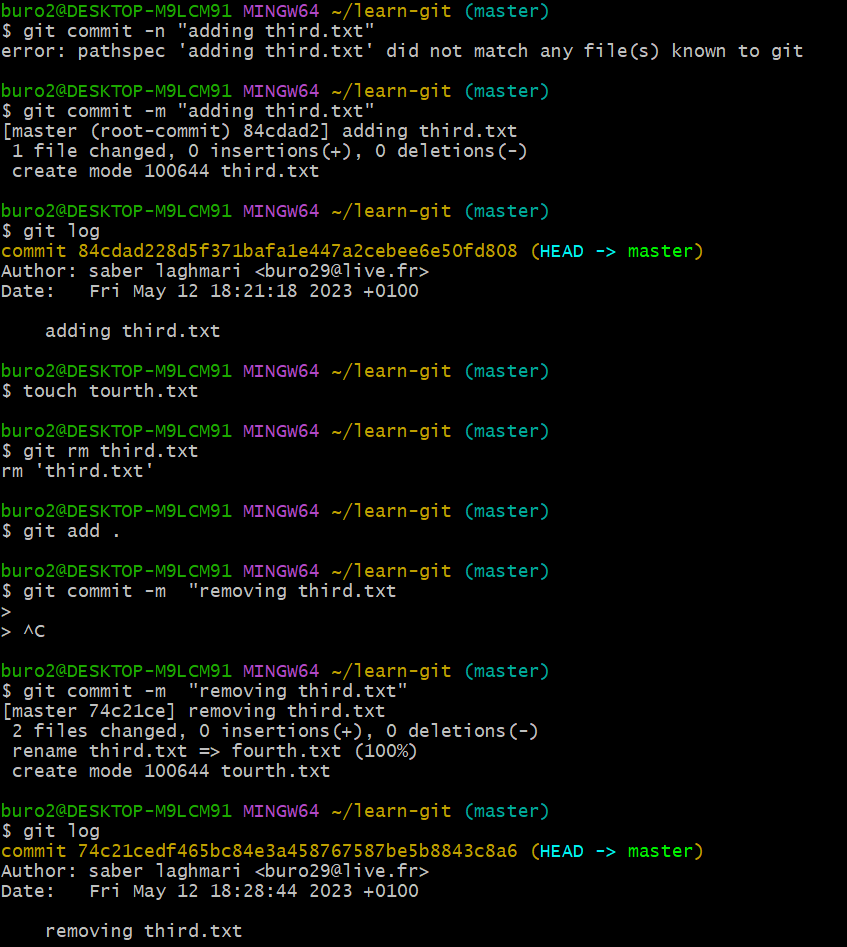 buro2@DESKTOP-M9LCM91 MINGW64 ~/learn-git (master)
$ git commit -n "adding third.txt"
error: pathspec 'adding third.txt' did not match any file(s) known to git
buro2@DESKTOP-M9LCM91 MINGW64 ~/learn-git (master)
$ git commit -m "adding third.txt"
[master (root-commit) 84cdad2] adding third.txt
 1 file changed, 0 insertions(+), 0 deletions(-)
 create mode 100644 third.txt
buro2@DESKTOP-M9LCM91 MINGW64 ~/learn-git (master)
$ git log
commit 84cdad228d5f371bafa1e447a2cebee6e50fd808 (HEAD -> master)
Author: saber laghmari <buro29@live.fr>
Date:   Fri May 12 18:21:18 2023 +0100
    adding third.txt
buro2@DESKTOP-M9LCM91 MINGW64 ~/learn-git (master)
$ touch tourth.txt
buro2@DESKTOP-M9LCM91 MINGW64 ~/learn-git (master)
$ git rm third.txt
rm 'third.txt'
buro2@DESKTOP-M9LCM91 MINGW64 ~/learn-git (master)
$ git add .
buro2@DESKTOP-M9LCM91 MINGW64 ~/learn-git (master)
$ git commit -m  "removing third.txt
>
> ^C
buro2@DESKTOP-M9LCM91 MINGW64 ~/learn-git (master)
$ git commit -m  "removing third.txt"
[master 74c21ce] removing third.txt
 2 files changed, 0 insertions(+), 0 deletions(-)
 rename third.txt => fourth.txt (100%)
 create mode 100644 tourth.txt
buro2@DESKTOP-M9LCM91 MINGW64 ~/learn-git (master)
$ git log
commit 74c21cedf465bc84e3a458767587be5b8843c8a6 (HEAD -> master)
Author: saber laghmari <buro29@live.fr>
Date:   Fri May 12 18:28:44 2023 +0100
    removing third.txt